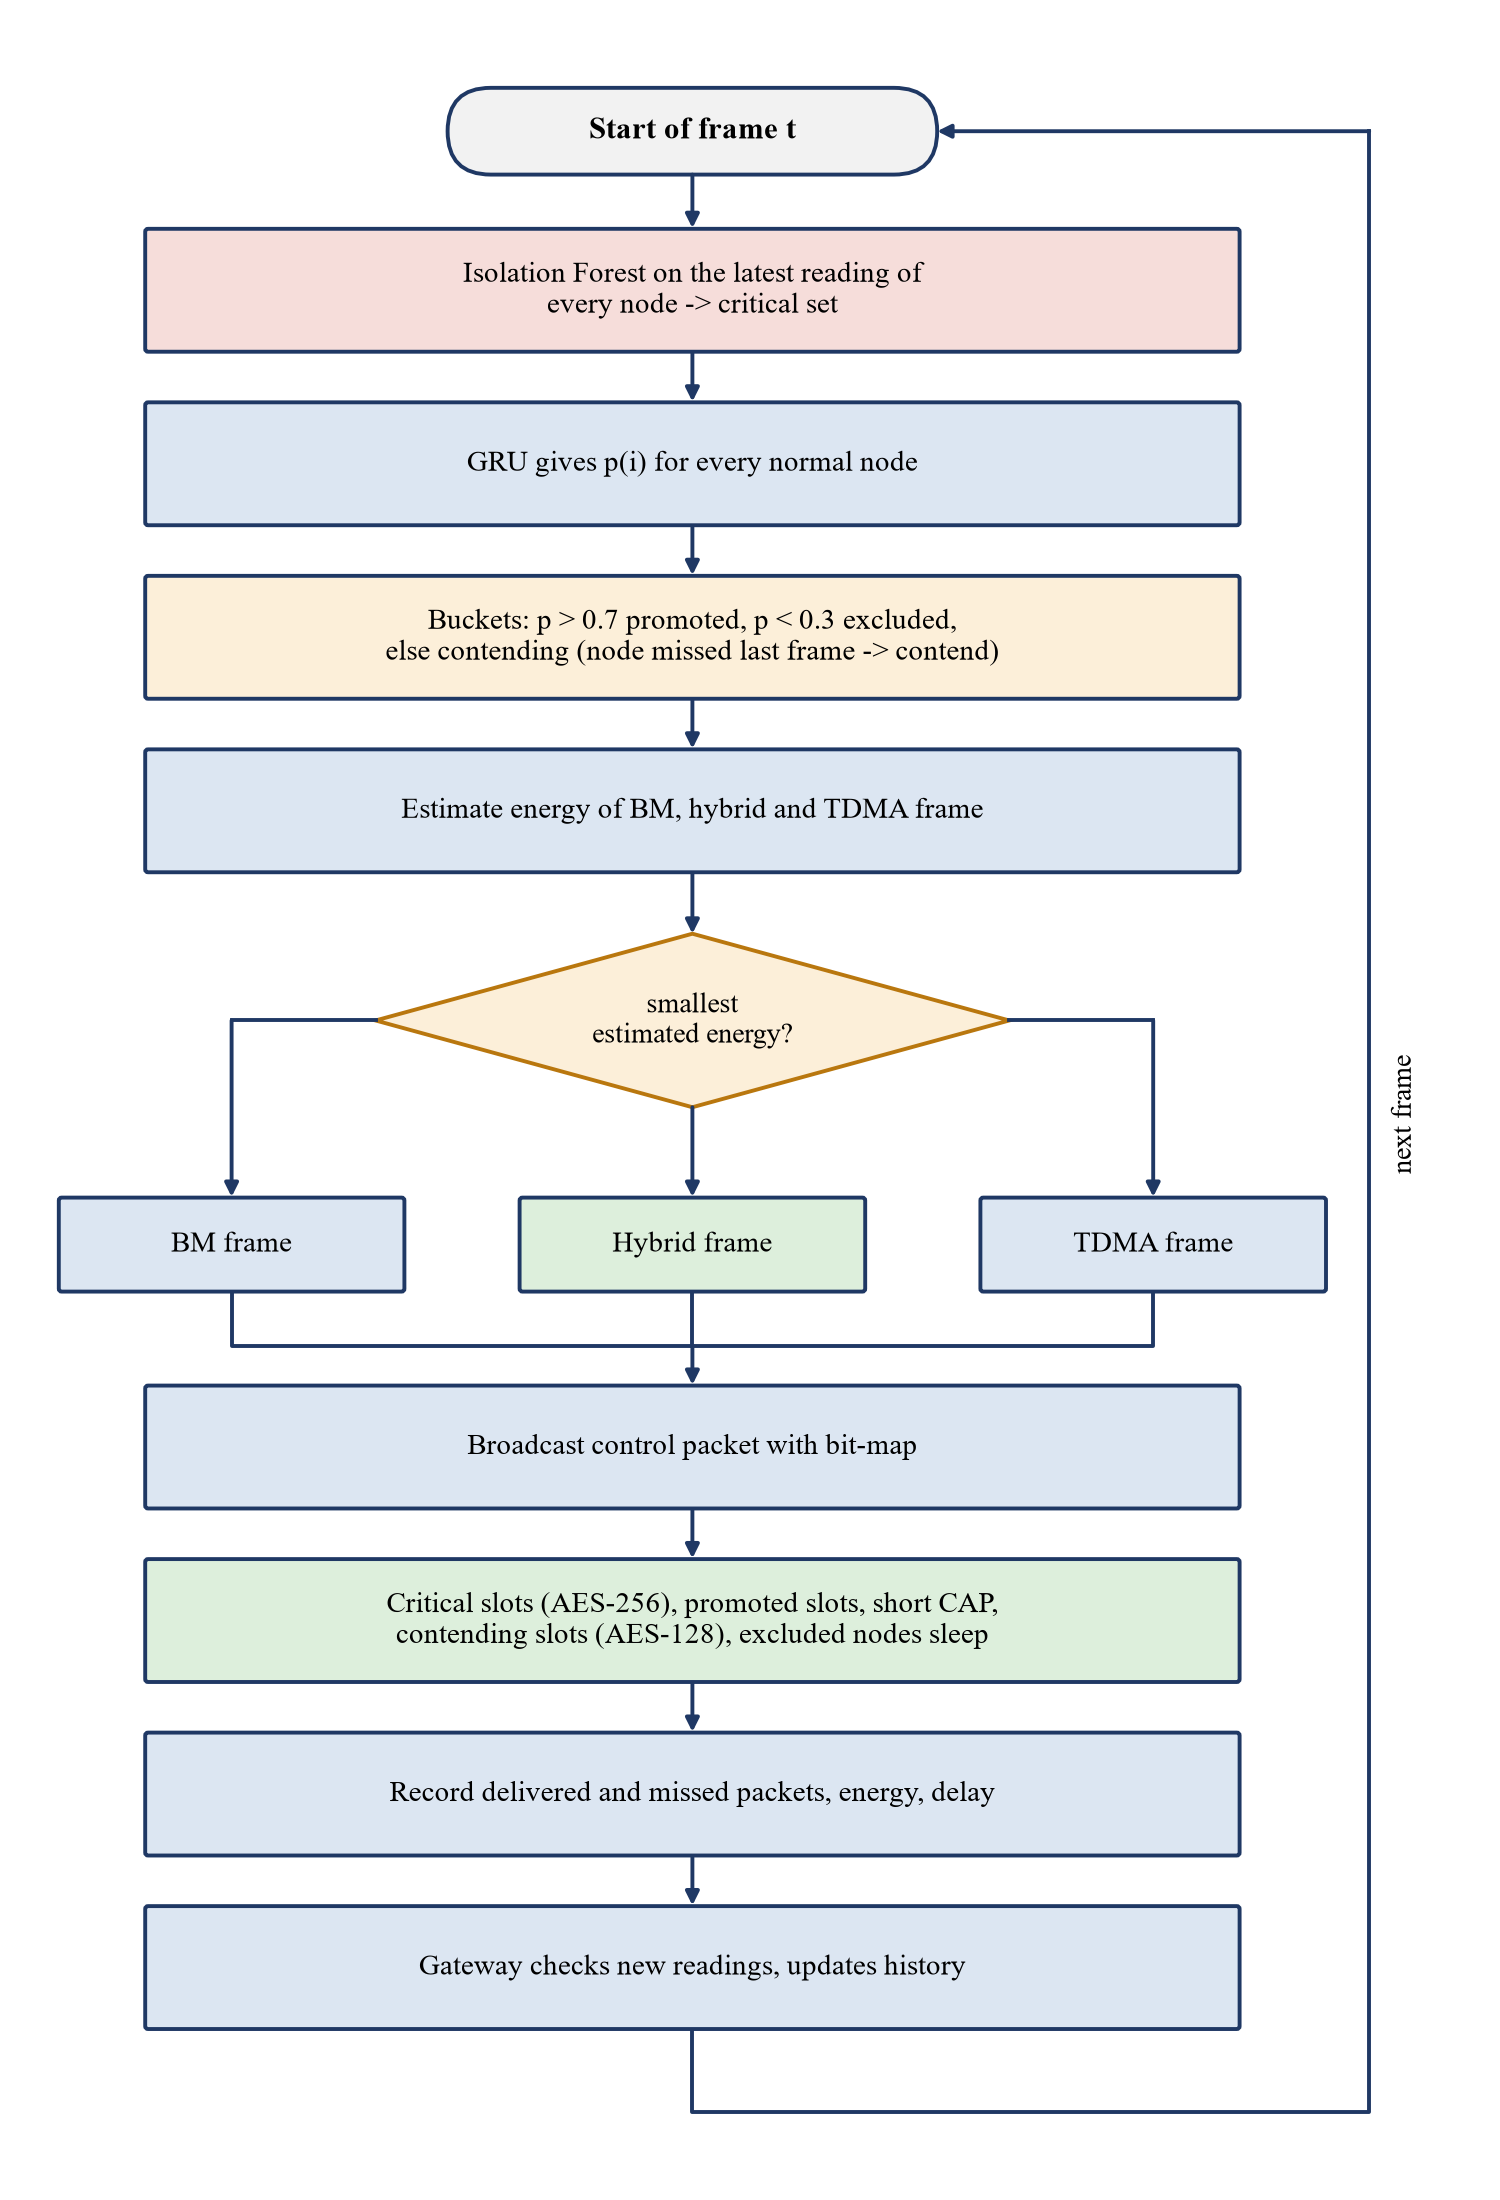 Start of frame t
Isolation Forest on the latest reading of
every node -> critical set
GRU gives p(i) for every normal node
Buckets: p > 0.7 promoted, p < 0.3 excluded,
else contending (node missed last frame -> contend)
Estimate energy of BM, hybrid and TDMA frame
smallest
estimated energy?
next frame
BM frame
Hybrid frame
TDMA frame
Broadcast control packet with bit-map
Critical slots (AES-256), promoted slots, short CAP,
contending slots (AES-128), excluded nodes sleep
Record delivered and missed packets, energy, delay
Gateway checks new readings, updates history